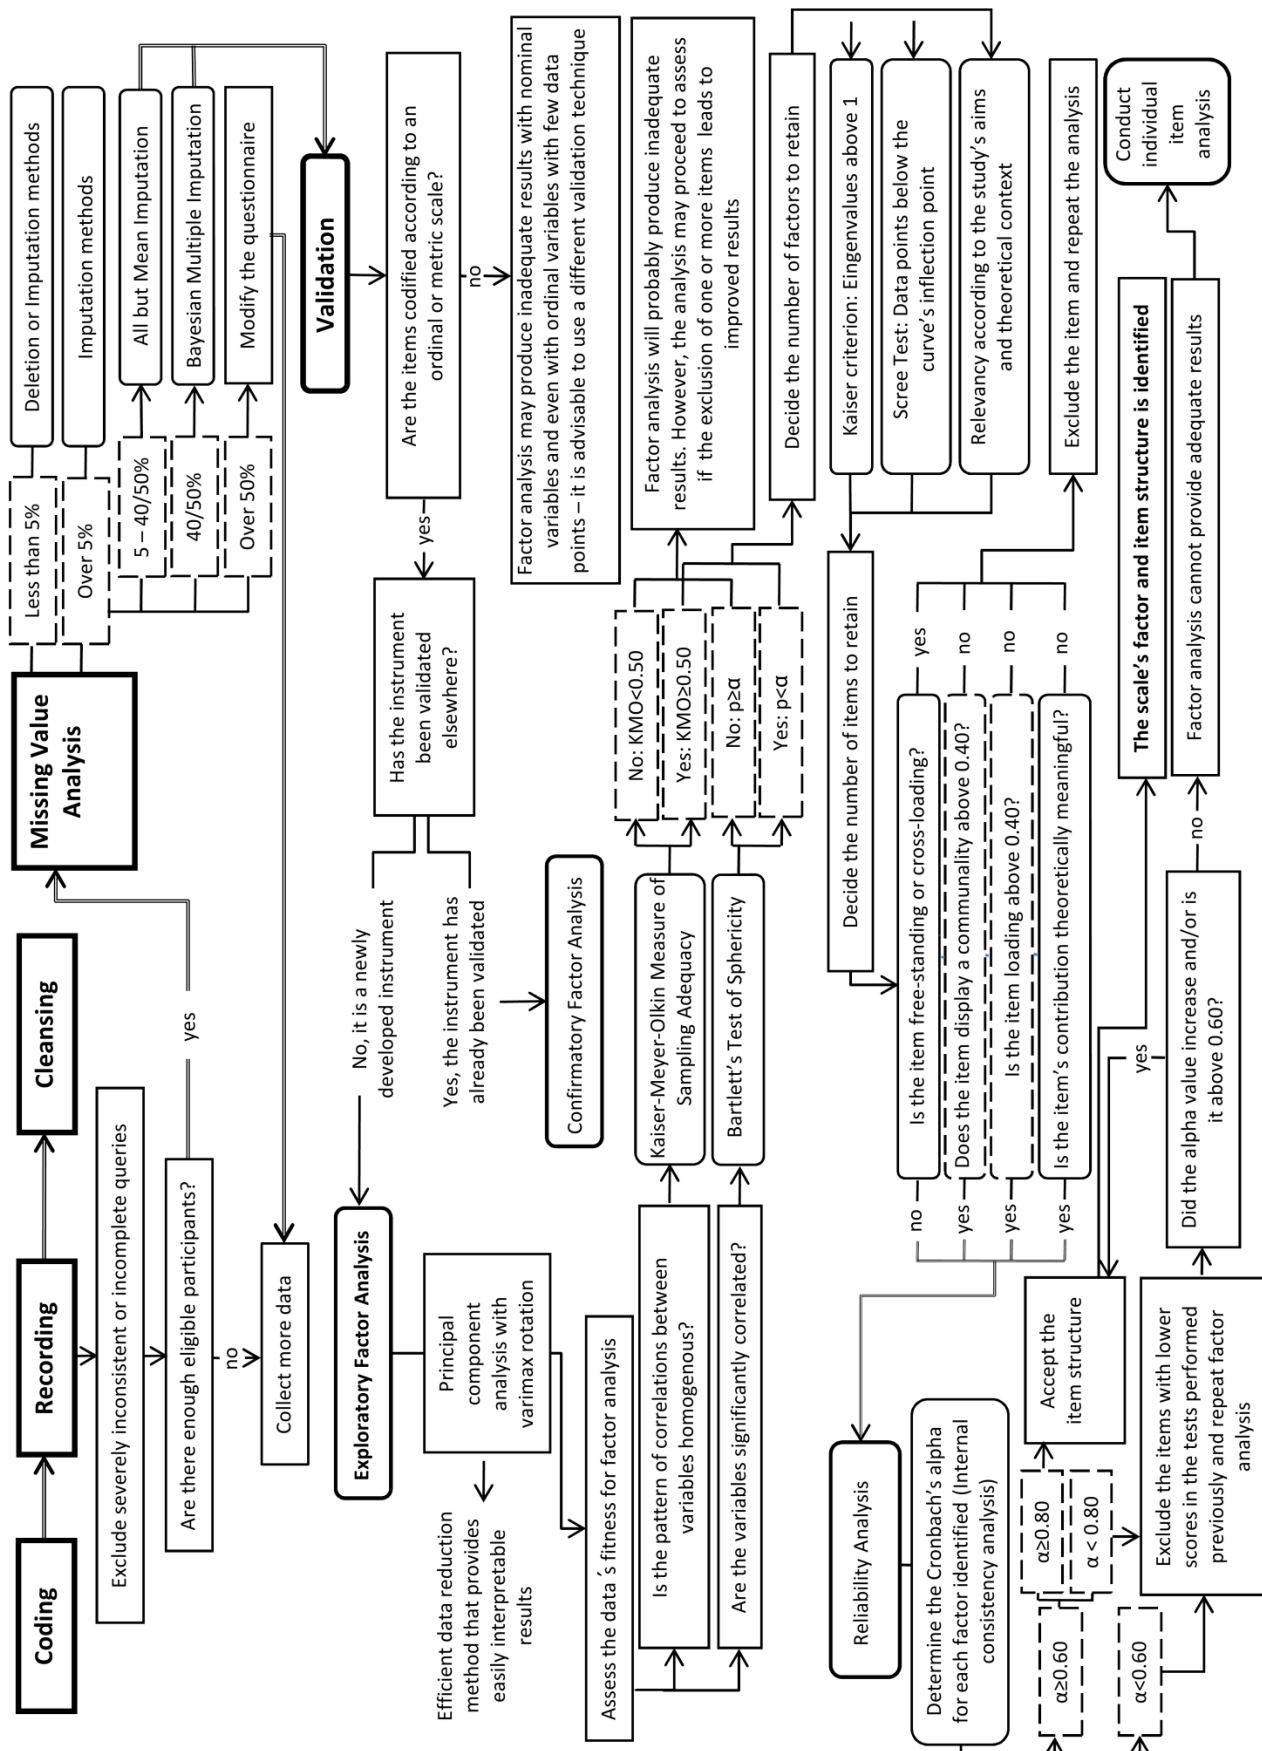 Coding
Recording
Cleansing
Exclude severely inconsistent or incomplete queries
Are there enough eligible participants?
yes
no
Collect more data
Missing Value
Analysis
Less than 5%
Deletion or Imputation methods
Over 5%
Imputation methods
5 – 40/50%
All but Mean Imputation
40/50%
Bayesian Multiple Imputation
Over 50%
Modify the questionnaire
Validation
Are the items codified according to an
ordinal or metric scale?
no
Factor analysis may produce inadequate results with nominal
variables and even with ordinal variables with few data
points – it is advisable to use a different validation technique
yes
Has the instrument
been validated
elsewhere?
No, it is a newly
developed instrument
Yes, the instrument has
already been validated
Confirmatory Factor Analysis
Exploratory Factor Analysis
Principal
component
analysis with
varimax rotation
Efficient data reduction
method that provides
easily interpretable
results
Assess the data´s fitness for factor analysis
Is the pattern of correlations between
variables homogenous?
Are the variables significantly correlated?
Kaiser-Meyer-Olkin Measure of
Sampling Adequacy
Bartlett's Test of Sphericity
No: KMO<0.50
Yes: KMO≥0.50
No: p≥α
Yes: p<α
Factor analysis will probably produce inadequate
results. However, the analysis may proceed to assess
if the exclusion of one or more items leads to
improved results
Decide the number of factors to retain
Kaiser criterion: Eingenvalues above 1
Scree Test: Data points below the
curve's inflection point
Relevancy according to the study's aims
and theoretical context
Decide the number of items to retain
Is the item free-standing or cross-loading?
Does the item display a communality above 0.40?
Is the item loading above 0.40?
Is the item's contribution theoretically meaningful?
yes
no
no
no
Exclude the item and repeat the analysis
no
yes
yes
yes
Reliability Analysis
Determine the Cronbach's alpha
for each factor identified (Internal
consistency analysis)
α≥0.60
α<0.60
α≥0.80
α < 0.80
Accept the
item structure
Exclude the items with lower
scores in the tests performed
previously and repeat factor
analysis
Did the alpha value increase and/or is
it above 0.60?
yes
no
The scale's factor and item structure is identified
Factor analysis cannot provide adequate results
Conduct
individual
item
analysis